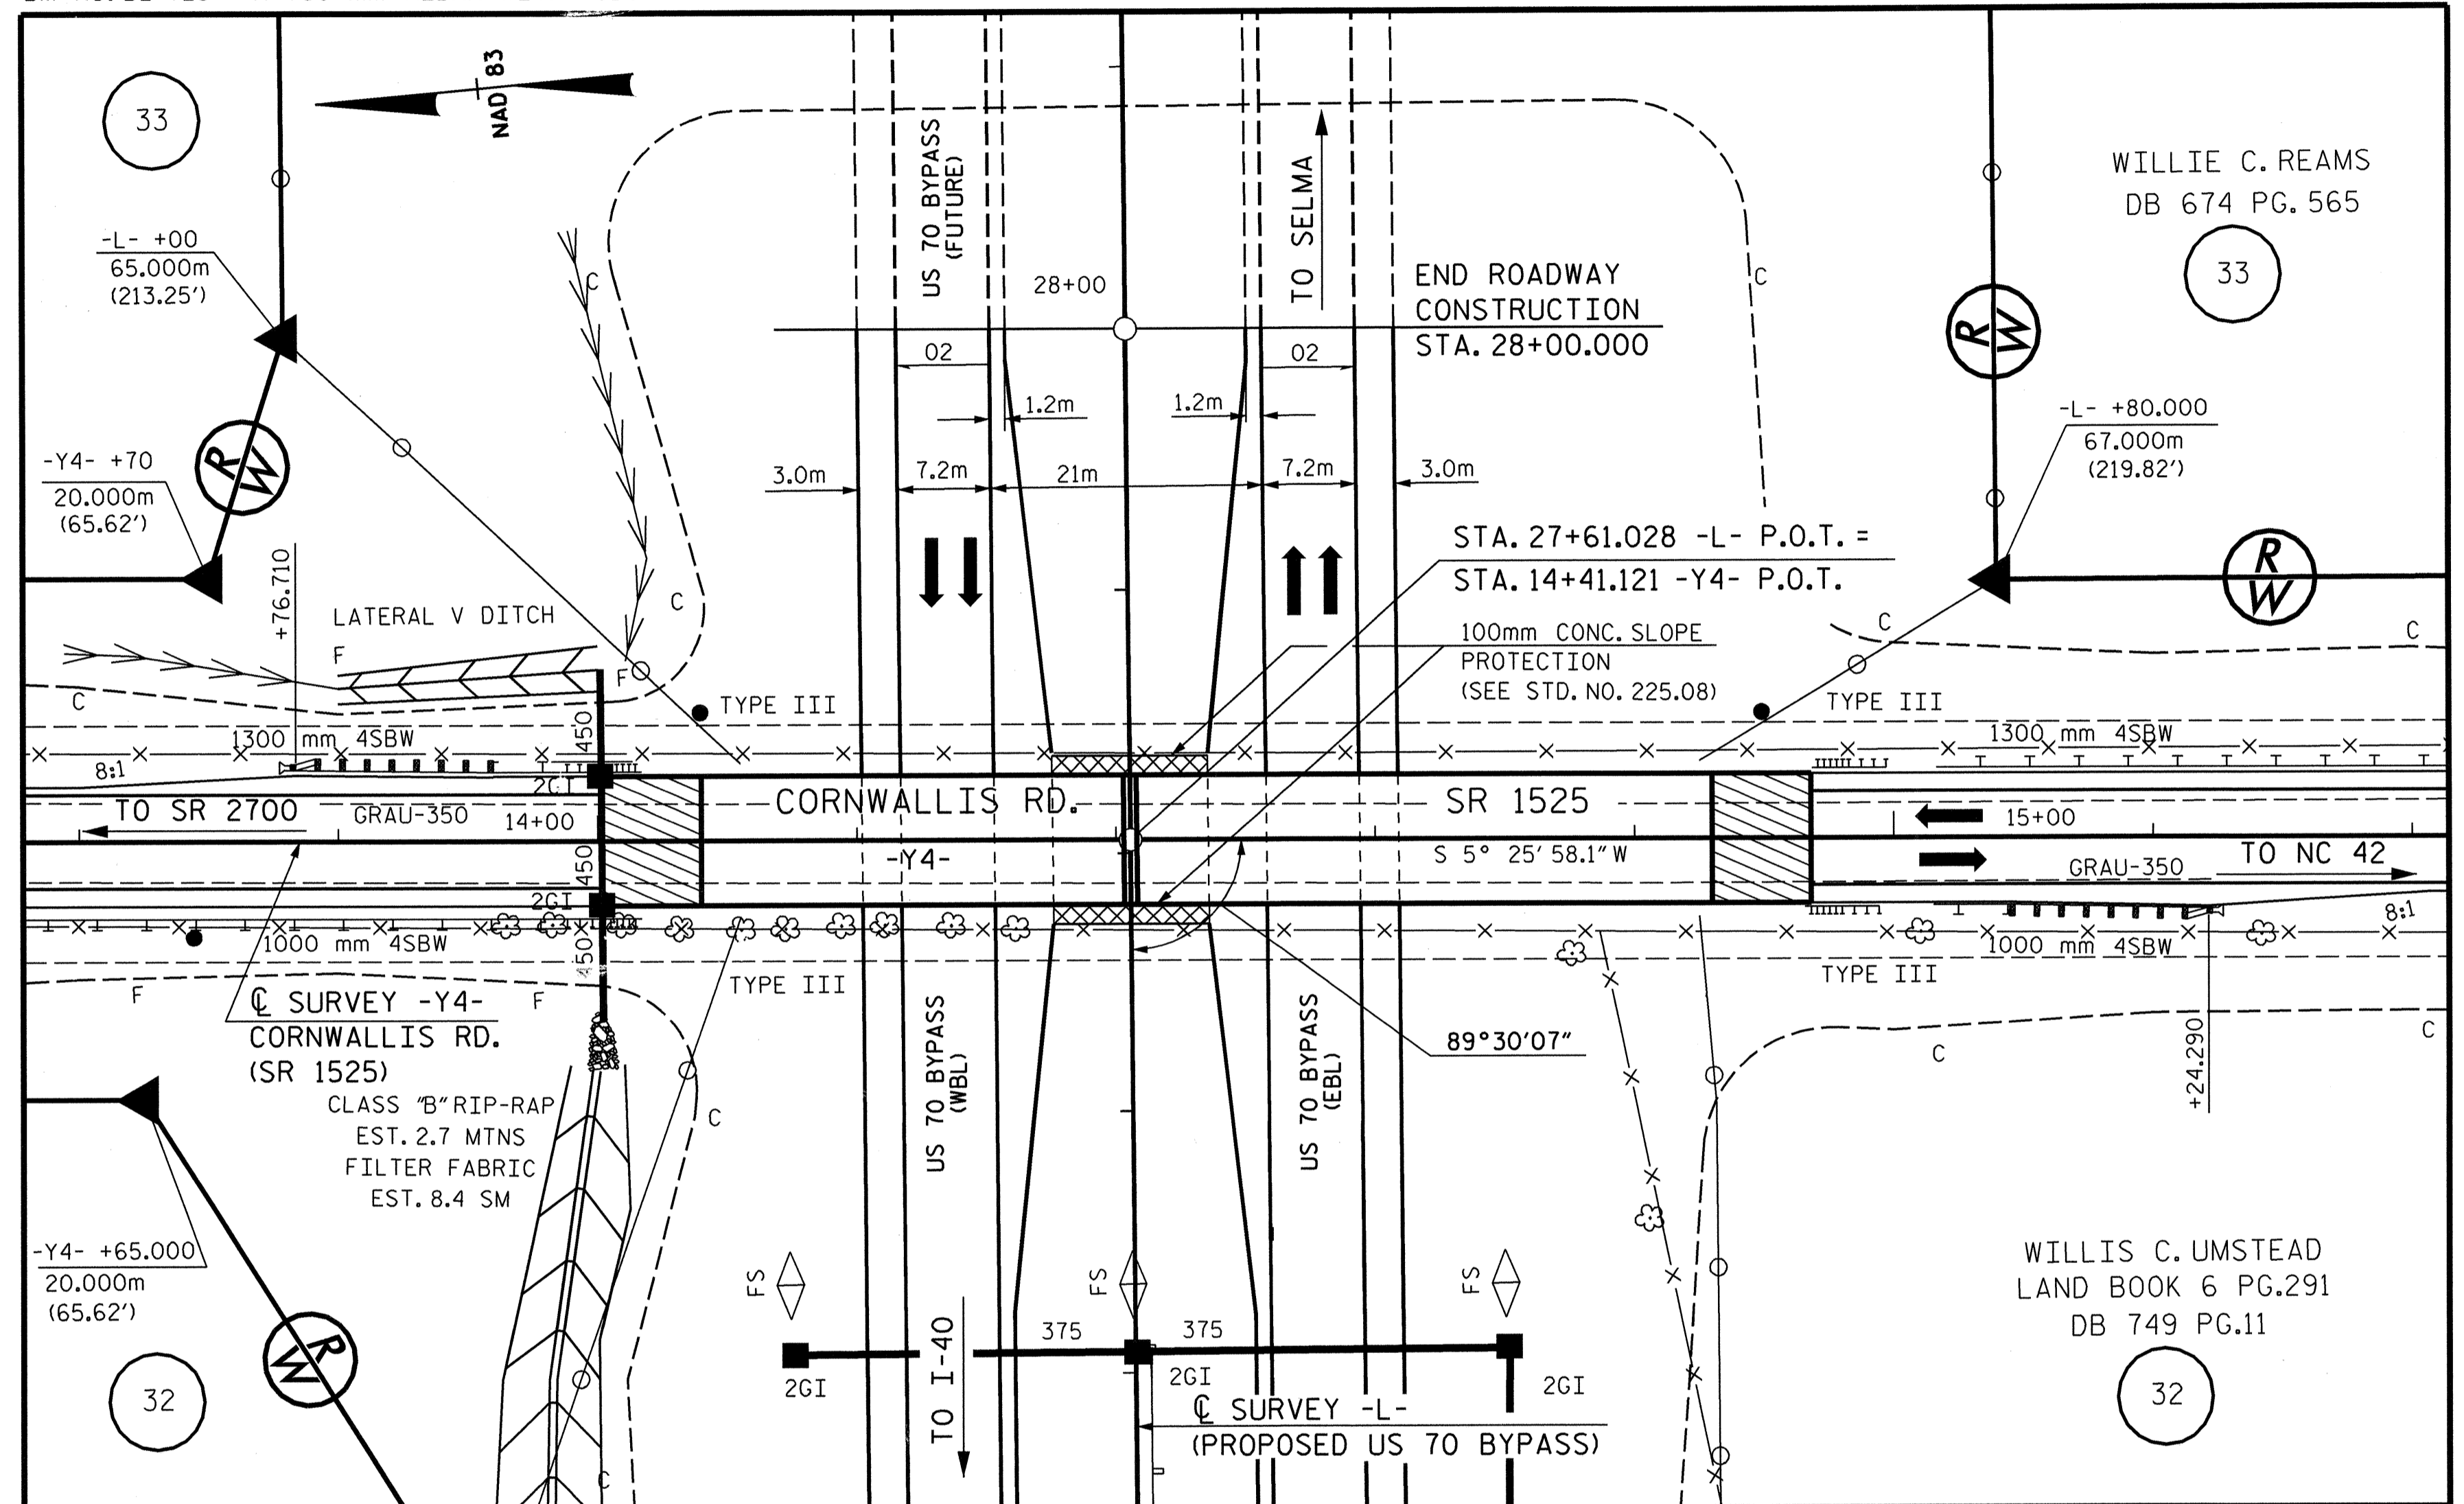 33
NAD 83
-L- +00
65.000m
(213.25')
-Y4- +70
20.000m
(65.62')
+76.710
LATERAL V DITCH
F
F
C
C
C
US 70 BYPASS
(FUTURE)
TO SELMA
28+00
END ROADWAY
CONSTRUCTION
STA. 28+00.000
02
02
1.2m
1.2m
3.0m
7.2m
21m
7.2m
3.0m
C
WILLIE C. REAMS
DB 674 PG. 565
33
R/W
R/W
R/W
-L- +80.000
67.000m
(219.82')
STA. 27+61.028 -L- P.O.T. =
STA. 14+41.121 -Y4- P.O.T.
100mm CONC. SLOPE
PROTECTION
(SEE STD. NO. 225.08)
C
C
TYPE III
TYPE III
1300 mm 4SBW
1300 mm 4SBW
8:1
450
2GI
TO SR 2700
GRAU-350
14+00
CORNWALLIS RD.
SR 1525
15+00
450
-Y4-
S 5° 25' 58.1" W
GRAU-350
TO NC 42
2GI
8:1
1000 mm 4SBW
450
1000 mm 4SBW
TYPE III
TYPE III
F
F
℄ SURVEY -Y4-
CORNWALLIS RD.
(SR 1525)
CLASS "B" RIP-RAP
EST. 2.7 MTNS
FILTER FABRIC
EST. 8.4 SM
C
US 70 BYPASS
(WBL)
US 70 BYPASS
(EBL)
89°30'07"
C
C
+24.290
-Y4- +65.000
20.000m
(65.62')
R/W
32
FS
FS
FS
375
375
2GI
2GI
2GI
TO I-40
℄ SURVEY -L-
(PROPOSED US 70 BYPASS)
C
WILLIS C. UMSTEAD
LAND BOOK 6 PG.291
DB 749 PG.11
32